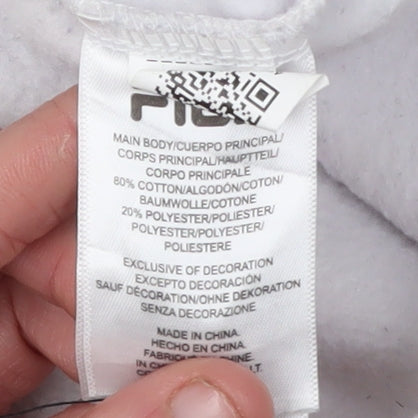 MAIN BODY/CUERPO PRINCIPAL/
CORPS PRINCIPAL/HAUPTTEIL/
CORPO PRINCIPALE
80% COTTON/ALGODÓN/COTON/
BAUMWOLLE/COTONE
20% POLYESTER/POLIESTER/
POLYESTER/POLYESTER/
POLIESTERE
EXCLUSIVE OF DECORATION
EXCEPTO DECORACIÓN
SAUF DÉCORATION/OHNE DEKORATION
SENZA DECORAZIONE
MADE IN CHINA.
HECHO EN CHINA.